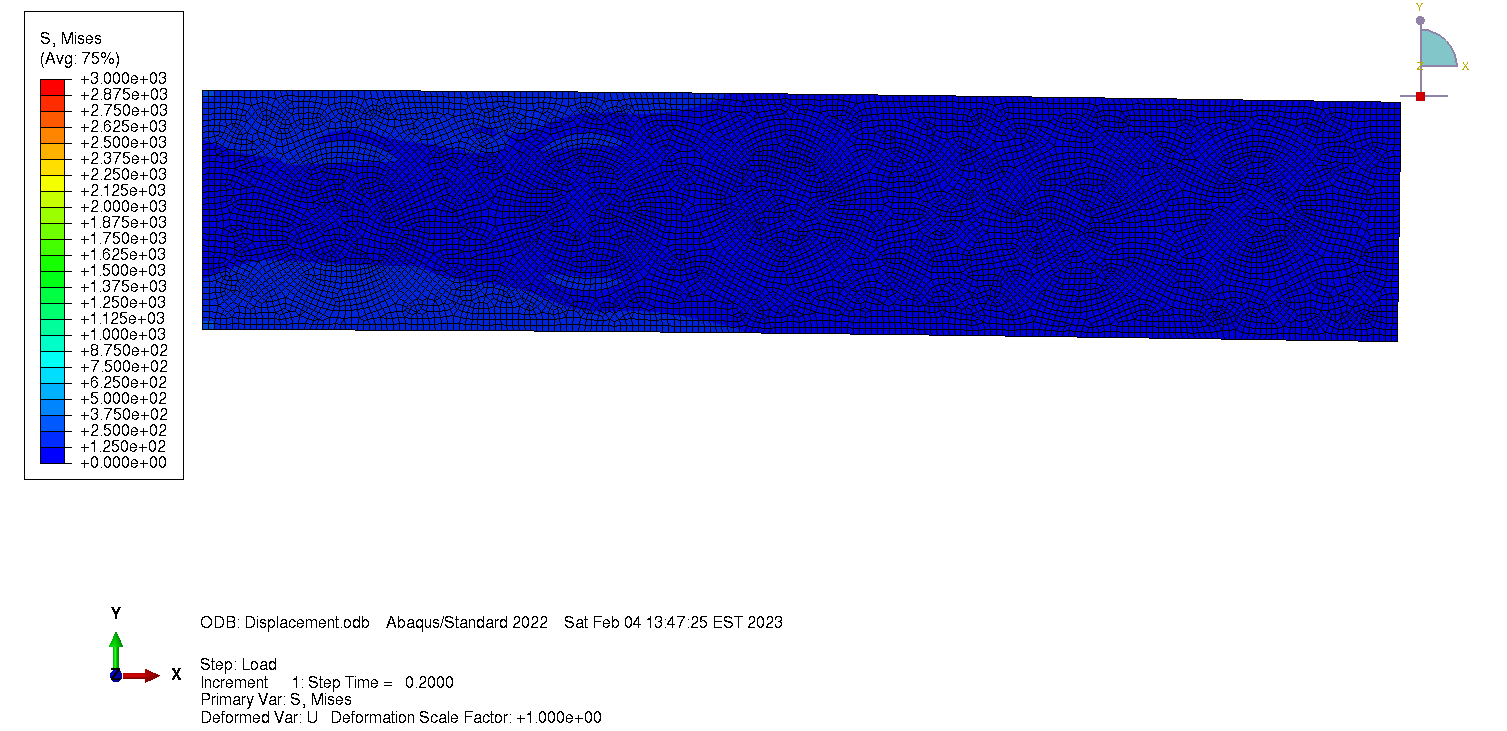 S, Mises
(Avg: 75%)
+3.000e+03
+2.875e+03
+2.750e+03
+2.625e+03
+2.500e+03
+2.375e+03
+2.250e+03
+2.125e+03
+2.000e+03
+1.875e+03
+1.750e+03
+1.625e+03
+1.500e+03
+1.375e+03
+1.250e+03
+1.125e+03
+1.000e+03
+8.750e+02
+7.500e+02
+6.250e+02
+5.000e+02
+3.750e+02
+2.500e+02
+1.250e+02
+0.000e+00
Y
Z X
Y
Z X
ODB: Displacement.odb Abaqus/Standard 2022 Sat Feb 04 13:47:25 EST 2023
Step: Load
Increment 1: Step Time = 0.2000
Primary Var: S, Mises
Deformed Var: U Deformation Scale Factor: +1.000e+00